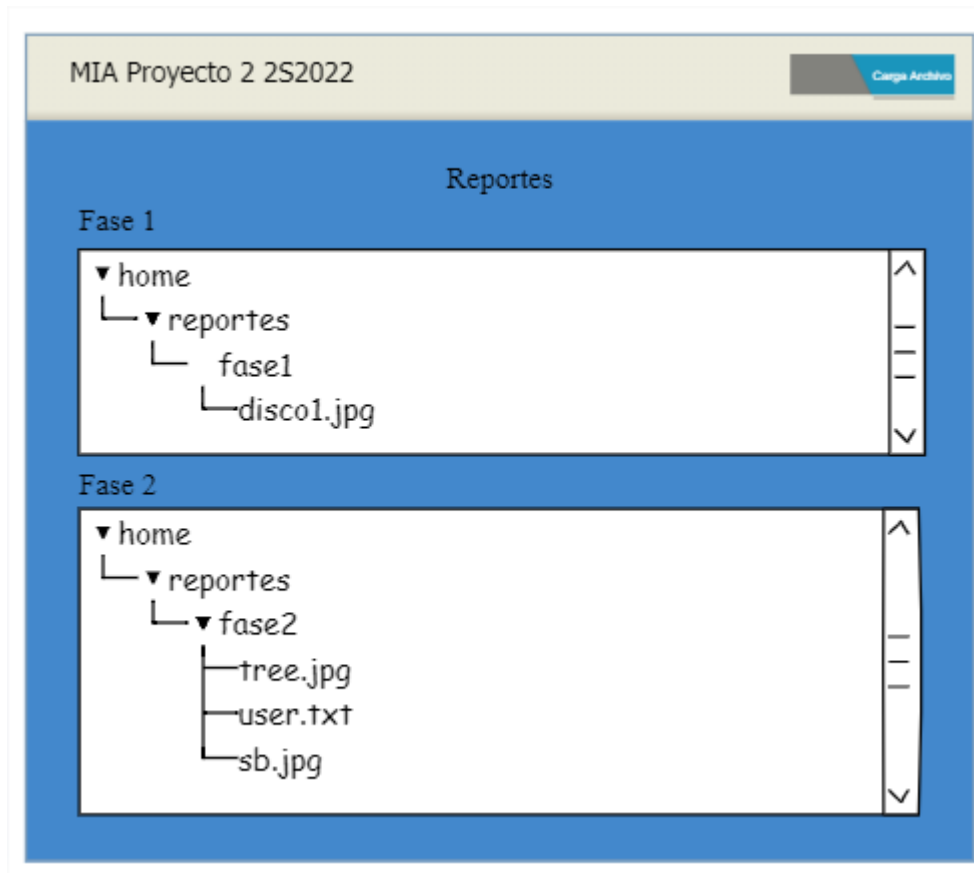 MIA Proyecto 2 2S2022
Carga Archivo
Reportes
Fase 1
home
reportes
fase1
disco1.jpg
Fase 2
home
reportes
fase2
tree.jpg
user.txt
sb.jpg